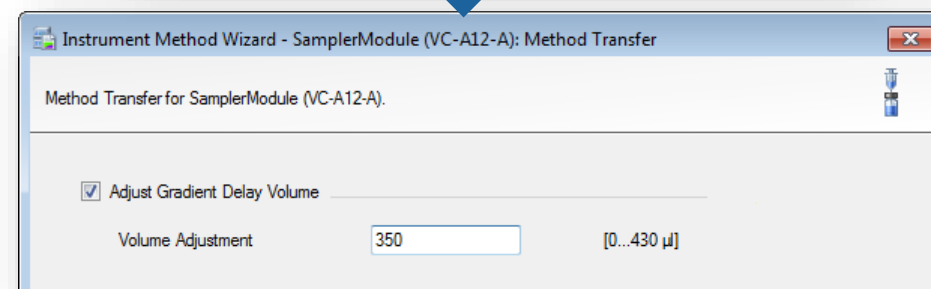 Instrument Method Wizard - SamplerModule (VC-A12-A): Method Transfer
Method Transfer for SamplerModule (VC-A12-A).
Adjust Gradient Delay Volume
Volume Adjustment 350 [0...430 µl]